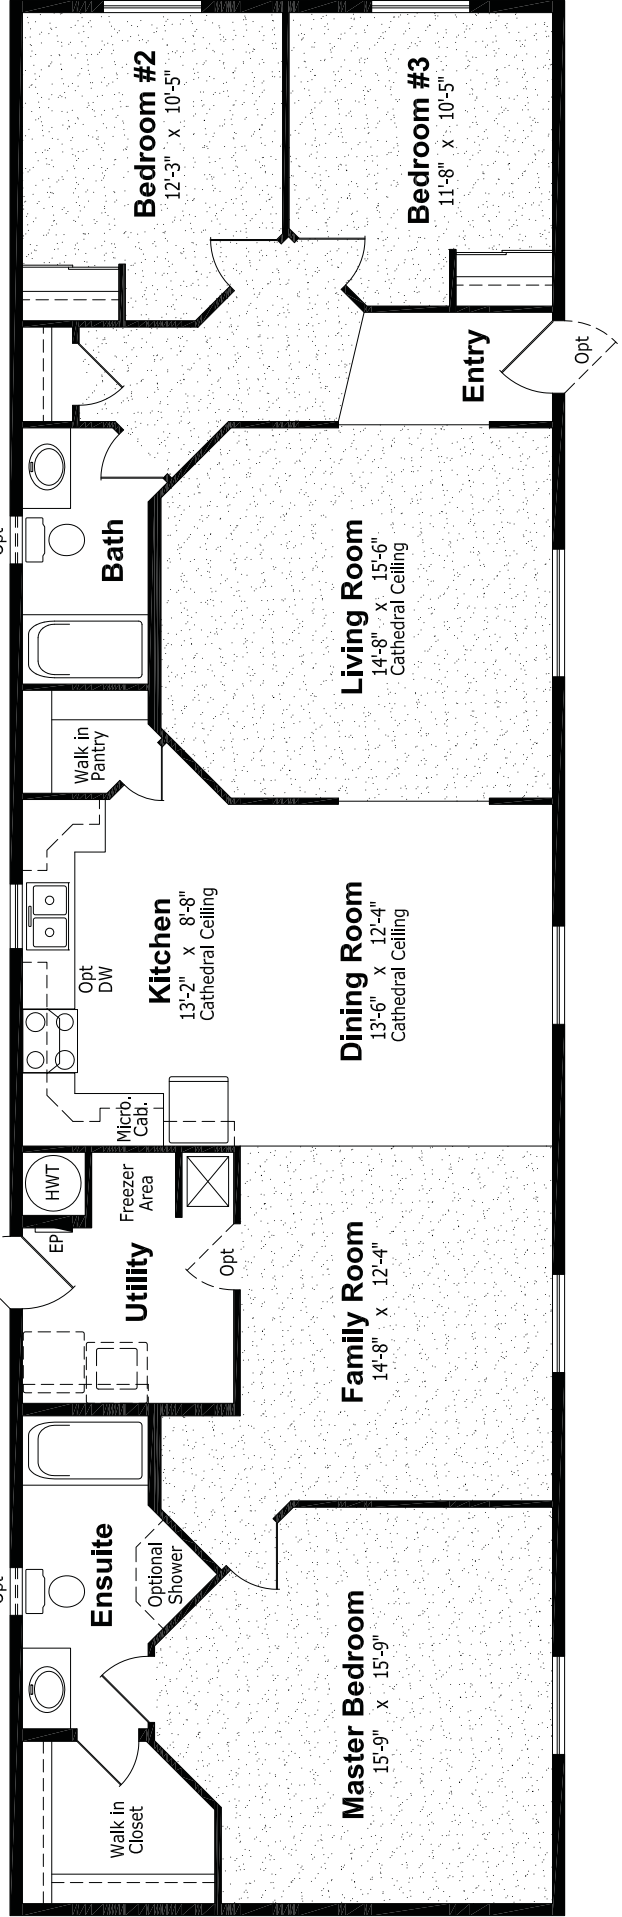 Bedroom #2
12'-3" x 10'-5"
Bedroom #3
11'-8" x 10'-5"
Entry
Opt
Opt
Bath
Living Room
14'-8" x 15'-6"
Cathedral Ceiling
Walk in
Pantry
Kitchen
13'-2" x 8'-8"
Cathedral Ceiling
Opt
DW
Dining Room
13'-6" x 12'-4"
Cathedral Ceiling
Micro.
Cab.
HWT
Freezer
Area
EP
Utility
Opt
Family Room
14'-8" x 12'-4"
Ensuite
Optional
Shower
Opt
Master Bedroom
15'-9" x 15'-9"
Walk in
Closet